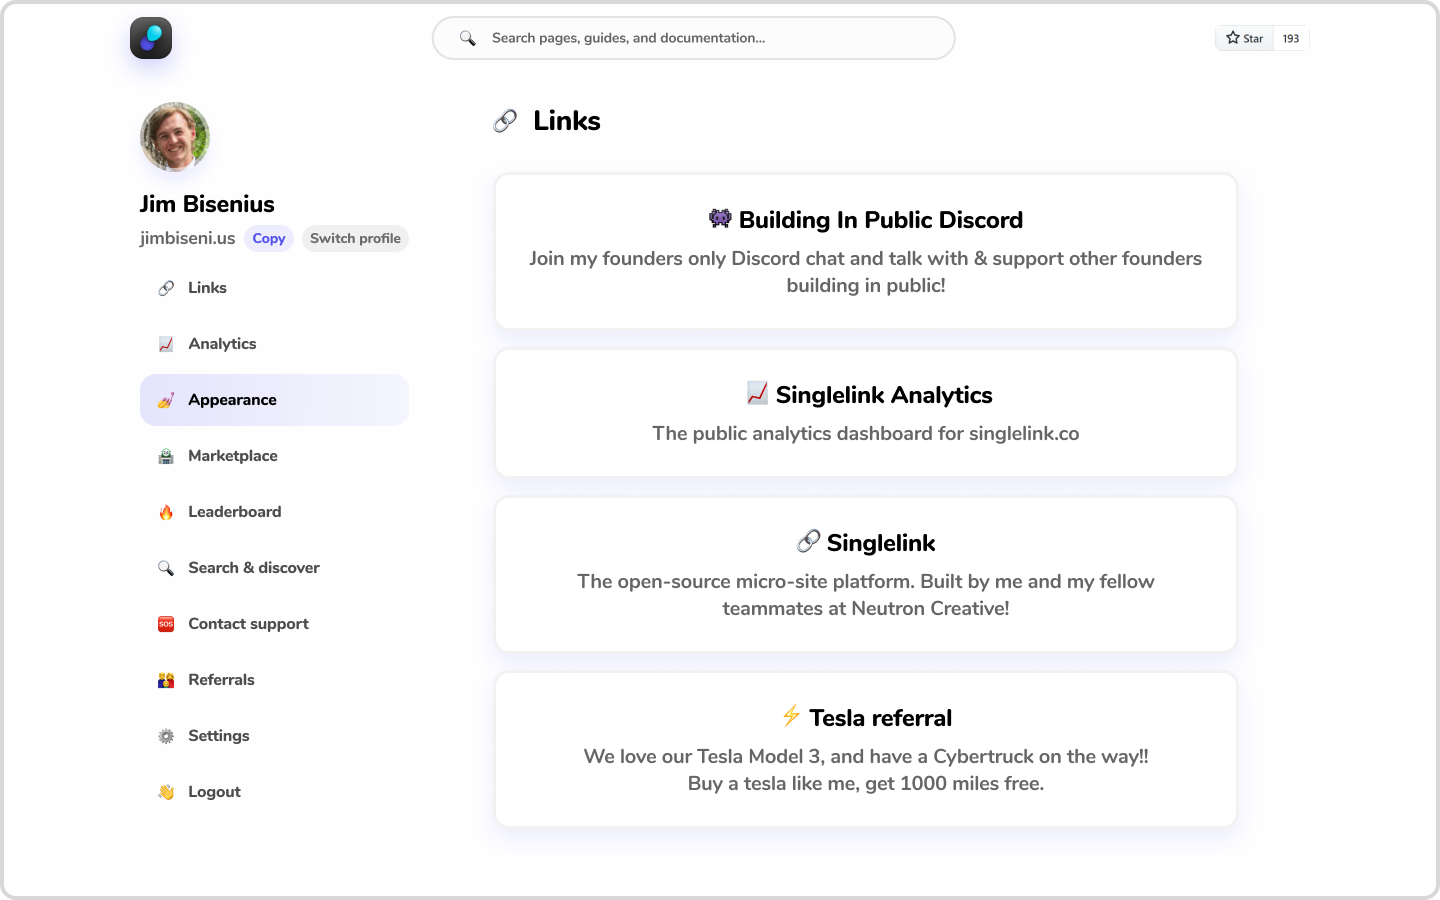 Search pages, guides, and documentation...
Star 193
Jim Bisenius
jimbiseni.us Copy Switch profile
Links
Analytics
Appearance
Marketplace
Leaderboard
Search & discover
SOS Contact support
Referrals
Settings
Logout
Links
Building In Public Discord
Join my founders only Discord chat and talk with & support other founders
building in public!
Singlelink Analytics
The public analytics dashboard for singlelink.co
Singlelink
The open-source micro-site platform. Built by me and my fellow
teammates at Neutron Creative!
Tesla referral
We love our Tesla Model 3, and have a Cybertruck on the way!!
Buy a tesla like me, get 1000 miles free.